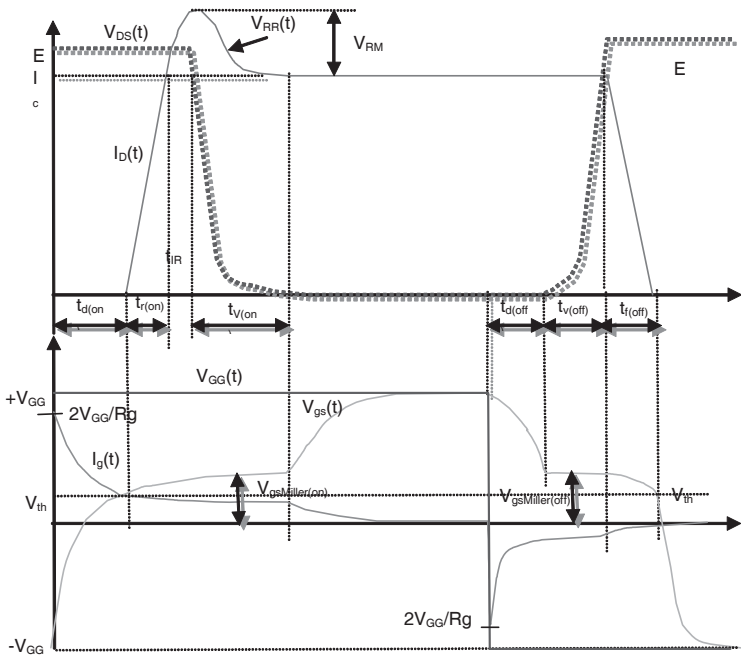 V_DS(t)
V_RR(t)
V_RM
E
I
c
E
I_D(t)
t_IR
t_d(on
t_r(on)
t_V(on
t_d(off
t_v(off)
t_f(off)
V_GG(t)
+V_GG
2V_GG/Rg
V_gs(t)
I_g(t)
V_gsMiller(on)
V_gsMiller(off)
V_th
V_th
2V_GG/Rg
-V_GG